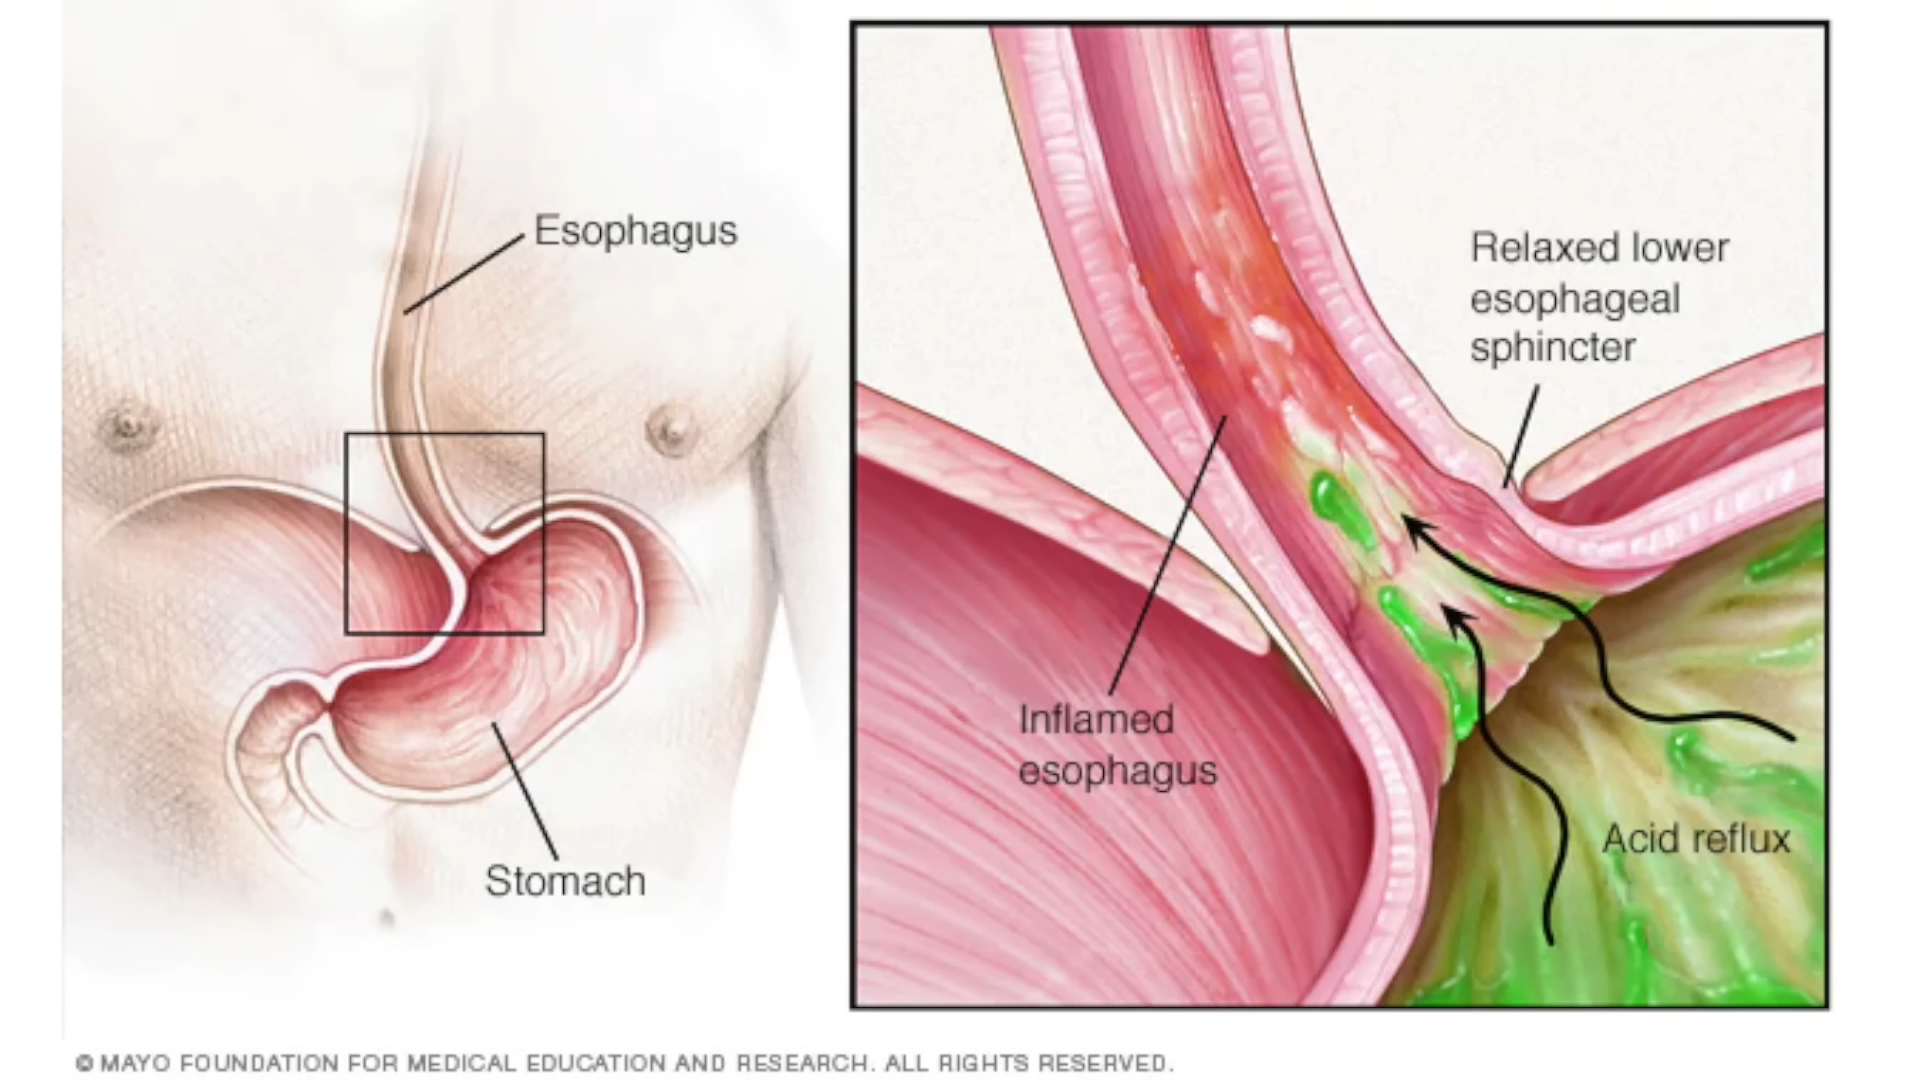 Esophagus
Stomach
Relaxed lower
esophageal
sphincter
Inflamed
esophagus
Acid reflux
© MAYO FOUNDATION FOR MEDICAL EDUCATION AND RESEARCH. ALL RIGHTS RESERVED.